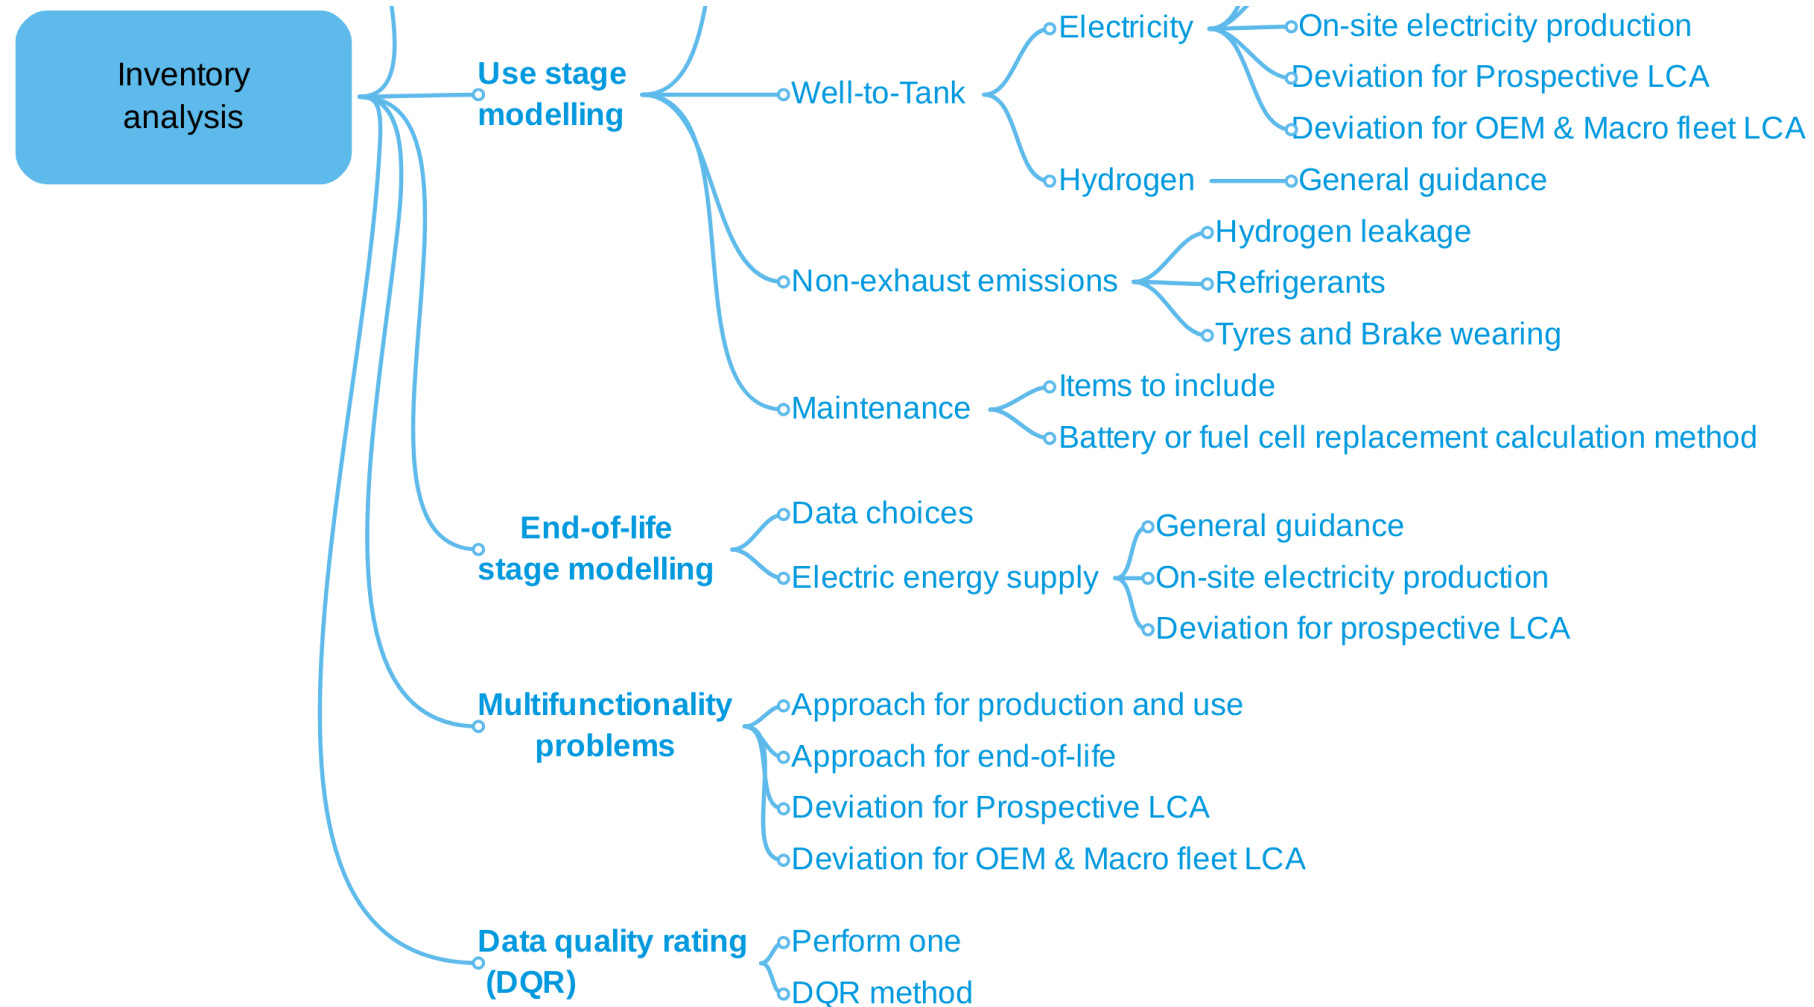 Inventory
analysis
Use stage
modelling
Well-to-Tank
Electricity
On-site electricity production
Deviation for Prospective LCA
Deviation for OEM & Macro fleet LCA
Hydrogen
General guidance
Non-exhaust emissions
Hydrogen leakage
Refrigerants
Tyres and Brake wearing
Maintenance
Items to include
Battery or fuel cell replacement calculation method
End-of-life
stage modelling
Data choices
Electric energy supply
General guidance
On-site electricity production
Deviation for prospective LCA
Multifunctionality
problems
Approach for production and use
Approach for end-of-life
Deviation for Prospective LCA
Deviation for OEM & Macro fleet LCA
Data quality rating
(DQR)
Perform one
DQR method